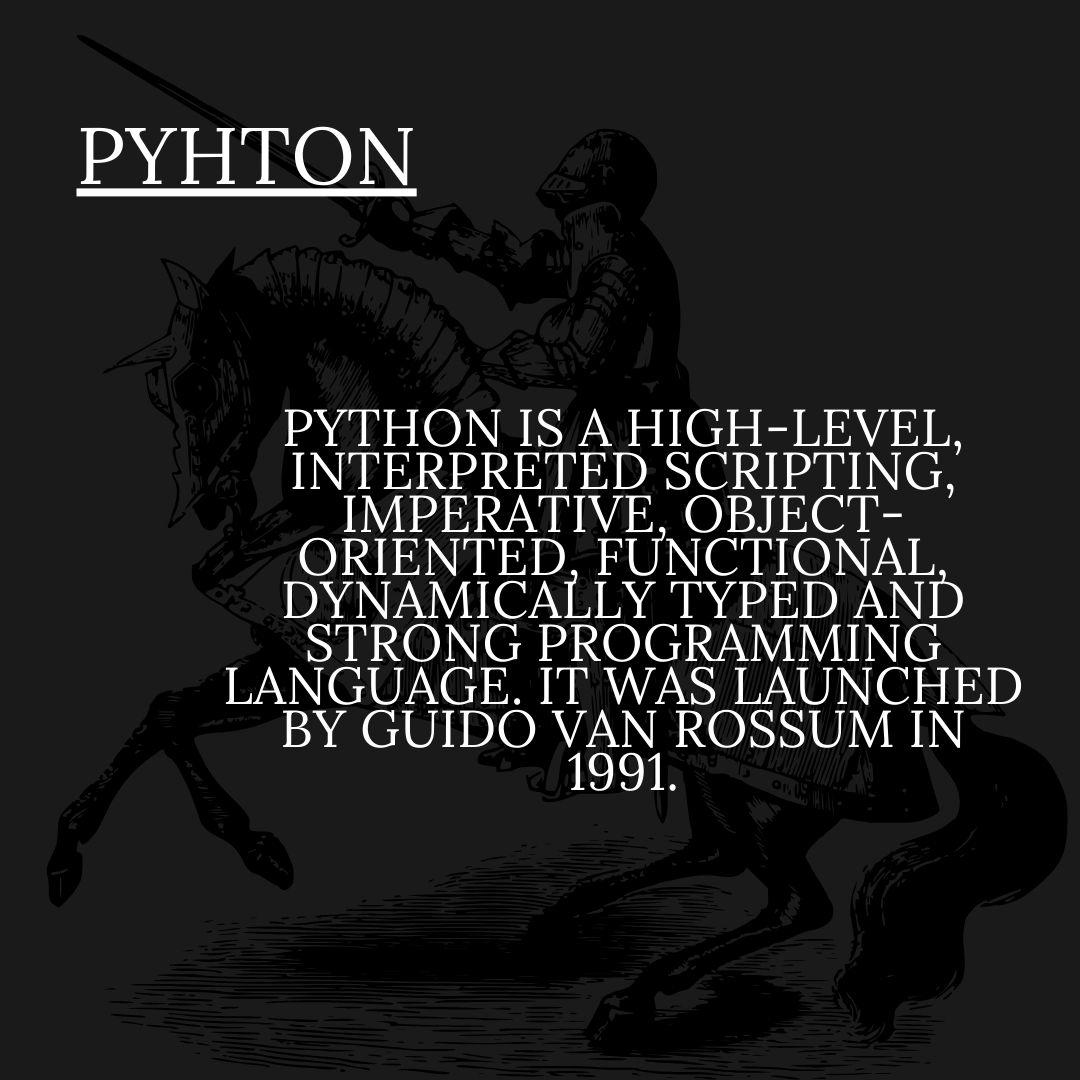 PYHTON
PYTHON IS A HIGH-LEVEL,
INTERPRETED SCRIPTING,
IMPERATIVE, OBJECT-
ORIENTED, FUNCTIONAL,
DYNAMICALLY TYPED AND
STRONG PROGRAMMING
LANGUAGE. IT WAS LAUNCHED
BY GUIDO VAN ROSSUM IN
1991.